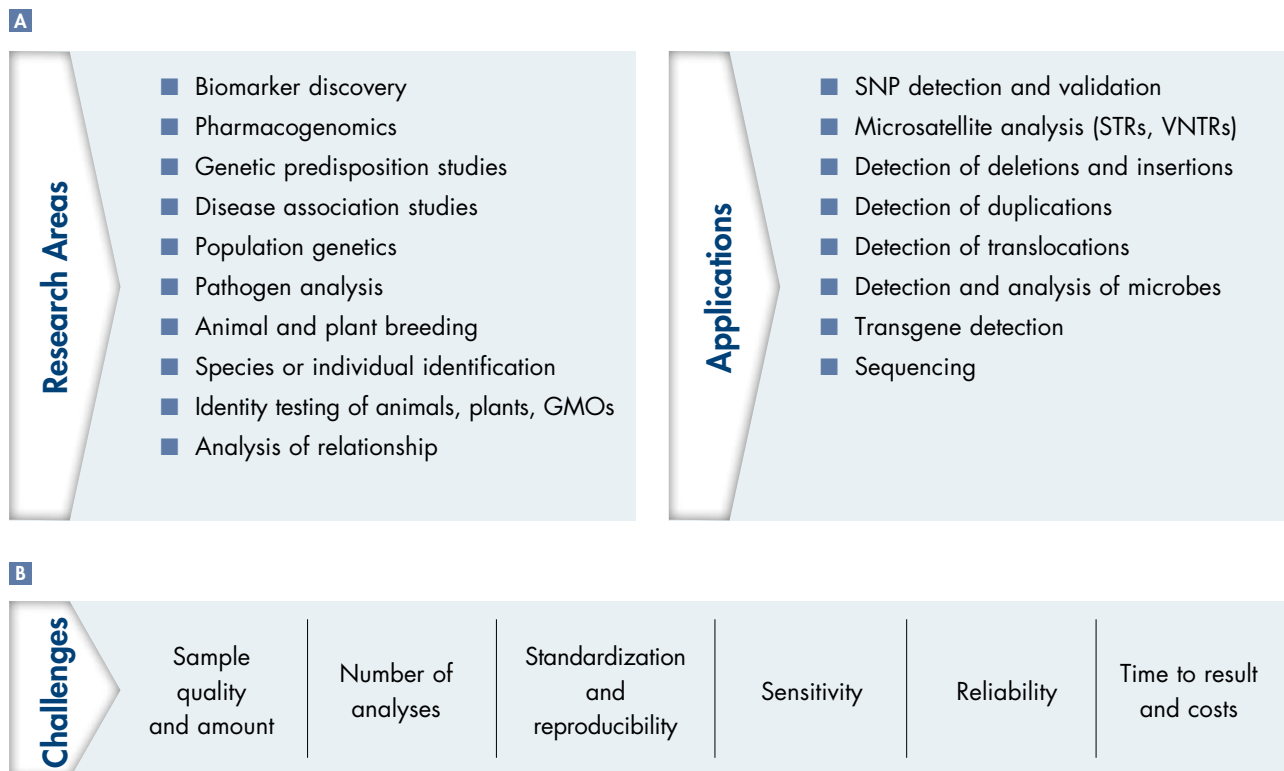 A
Research Areas
Biomarker discovery
Pharmacogenomics
Genetic predisposition studies
Disease association studies
Population genetics
Pathogen analysis
Animal and plant breeding
Species or individual identification
Identity testing of animals, plants, GMOs
Analysis of relationship
Applications
SNP detection and validation
Microsatellite analysis (STRs, VNTRs)
Detection of deletions and insertions
Detection of duplications
Detection of translocations
Detection and analysis of microbes
Transgene detection
Sequencing
B
Challenges
Sample
quality
and amount
Number of
analyses
Standardization
and
reproducibility
Sensitivity
Reliability
Time to result
and costs